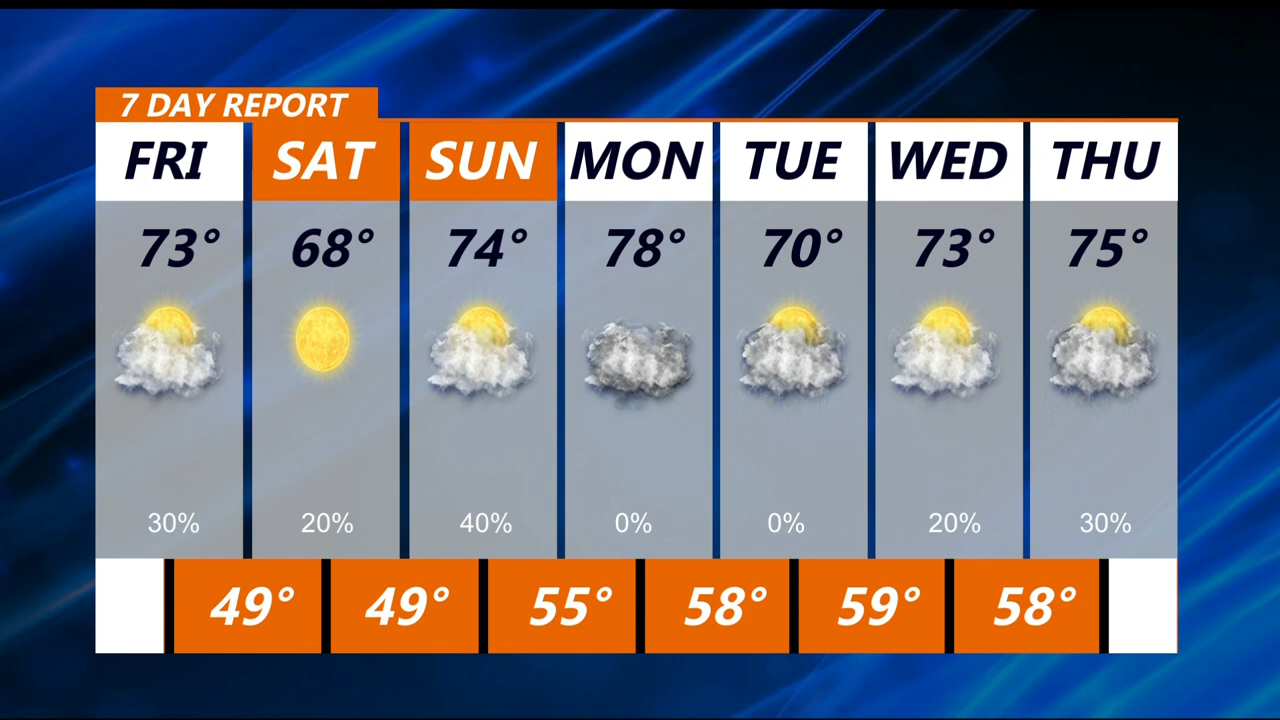 7 DAY REPORT
FRI SAT SUN MON TUE WED THU
73° 68° 74° 78° 70° 73° 75°
30% 20% 40% 0% 0% 20% 30%
49° 49° 55° 58° 59° 58°